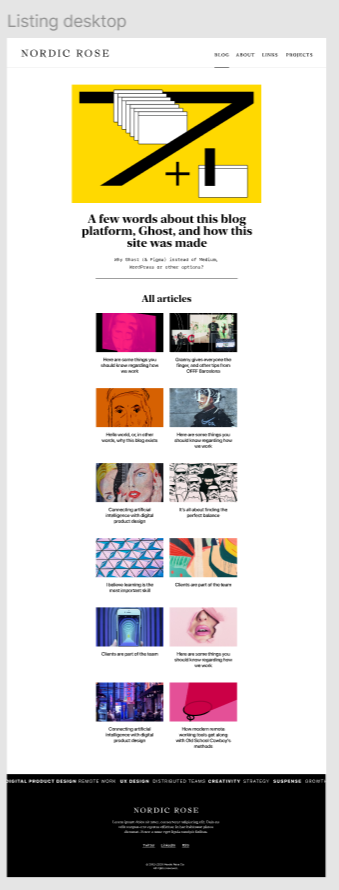 Listing desktop
NORDIC ROSE
BLOG ABOUT LINKS PROJECTS
A few words about this blog
platform, Ghost, and how this
site was made
Why Ghost (& Figma) instead of Medium,
WordPress or other options?
All articles
Here are some things you
should know regarding how
we work
Granny gives everyone the
finger, and other tips from
OFFF Barcelona
Hello world, or, in other
words, why this blog exists
Here are some things you
should know regarding how
we work
Connecting artificial
intelligence with digital
product design
It's all about finding the
perfect balance
I believe learning is the
most important skill
Clients are part of the team
Clients are part of the team
Here are some things you
should know regarding how
we work
Connecting artificial
intelligence with digital
product design
How modern remote
working tools get along
with Old School Cowboy's
methods
DIGITAL PRODUCT DESIGN REMOTE WORK UX DESIGN DISTRIBUTED TEAMS CREATIVITY STRATEGY SUSPENSE GROWTH
NORDIC ROSE
Twitter LinkedIn RSS
All rights reserved